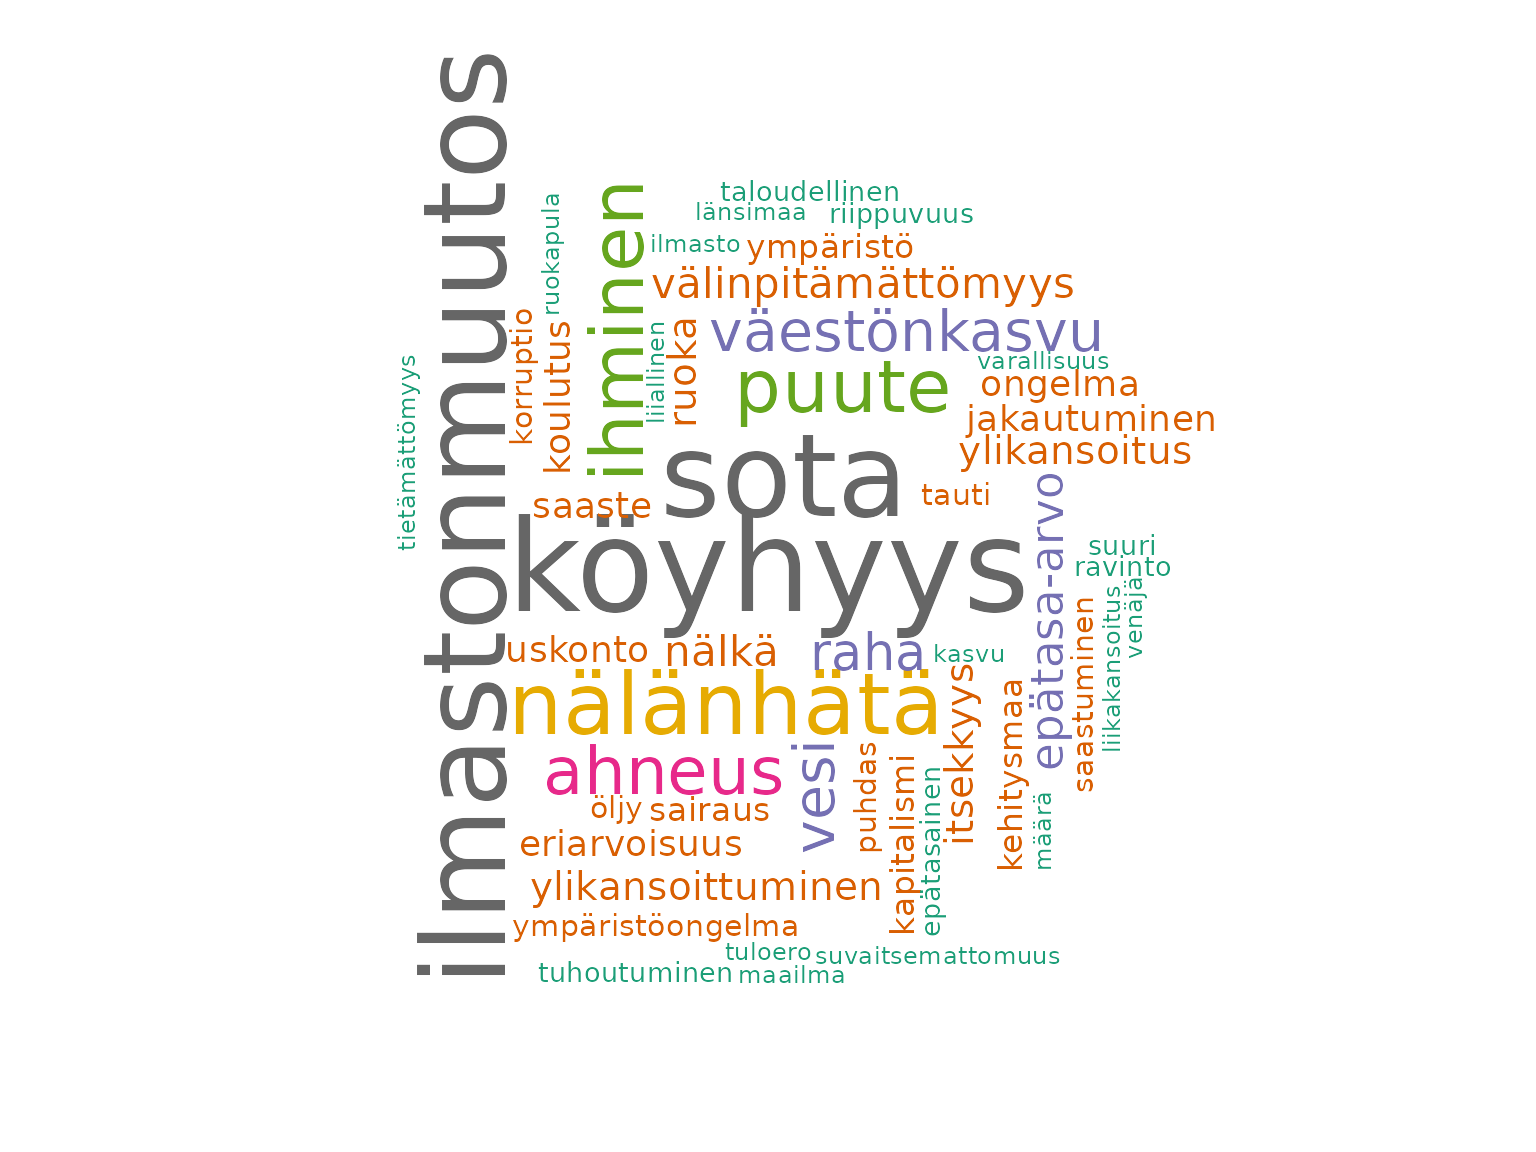 ilmastonmuutos
taloudellinen
länsimaa
riippuvuus
ruokapula
ihminen
ilmasto
ympäristö
välinpitämättömyys
korruptio
koulutus
liiallinen
ruoka
väestönkasvu
tietämättömyys
puute
varallisuus
ongelma
jakautuminen
ylikansoitus
sota
tauti
saaste
köyhyys
epätasa-arvo
suuri
ravinto
venäjä
liikakansoitus
saastuminen
uskonto
nälkä
raha
kasvu
nälänhätä
itsekkyys
kehitysmaa
ahneus
vesi
puhdas
kapitalismi
epätasainen
määrä
öljy
sairaus
eriarvoisuus
ylikansoittuminen
ympäristöongelma
tuloero
suvaitsemattomuus
tuhoutuminen
maailma